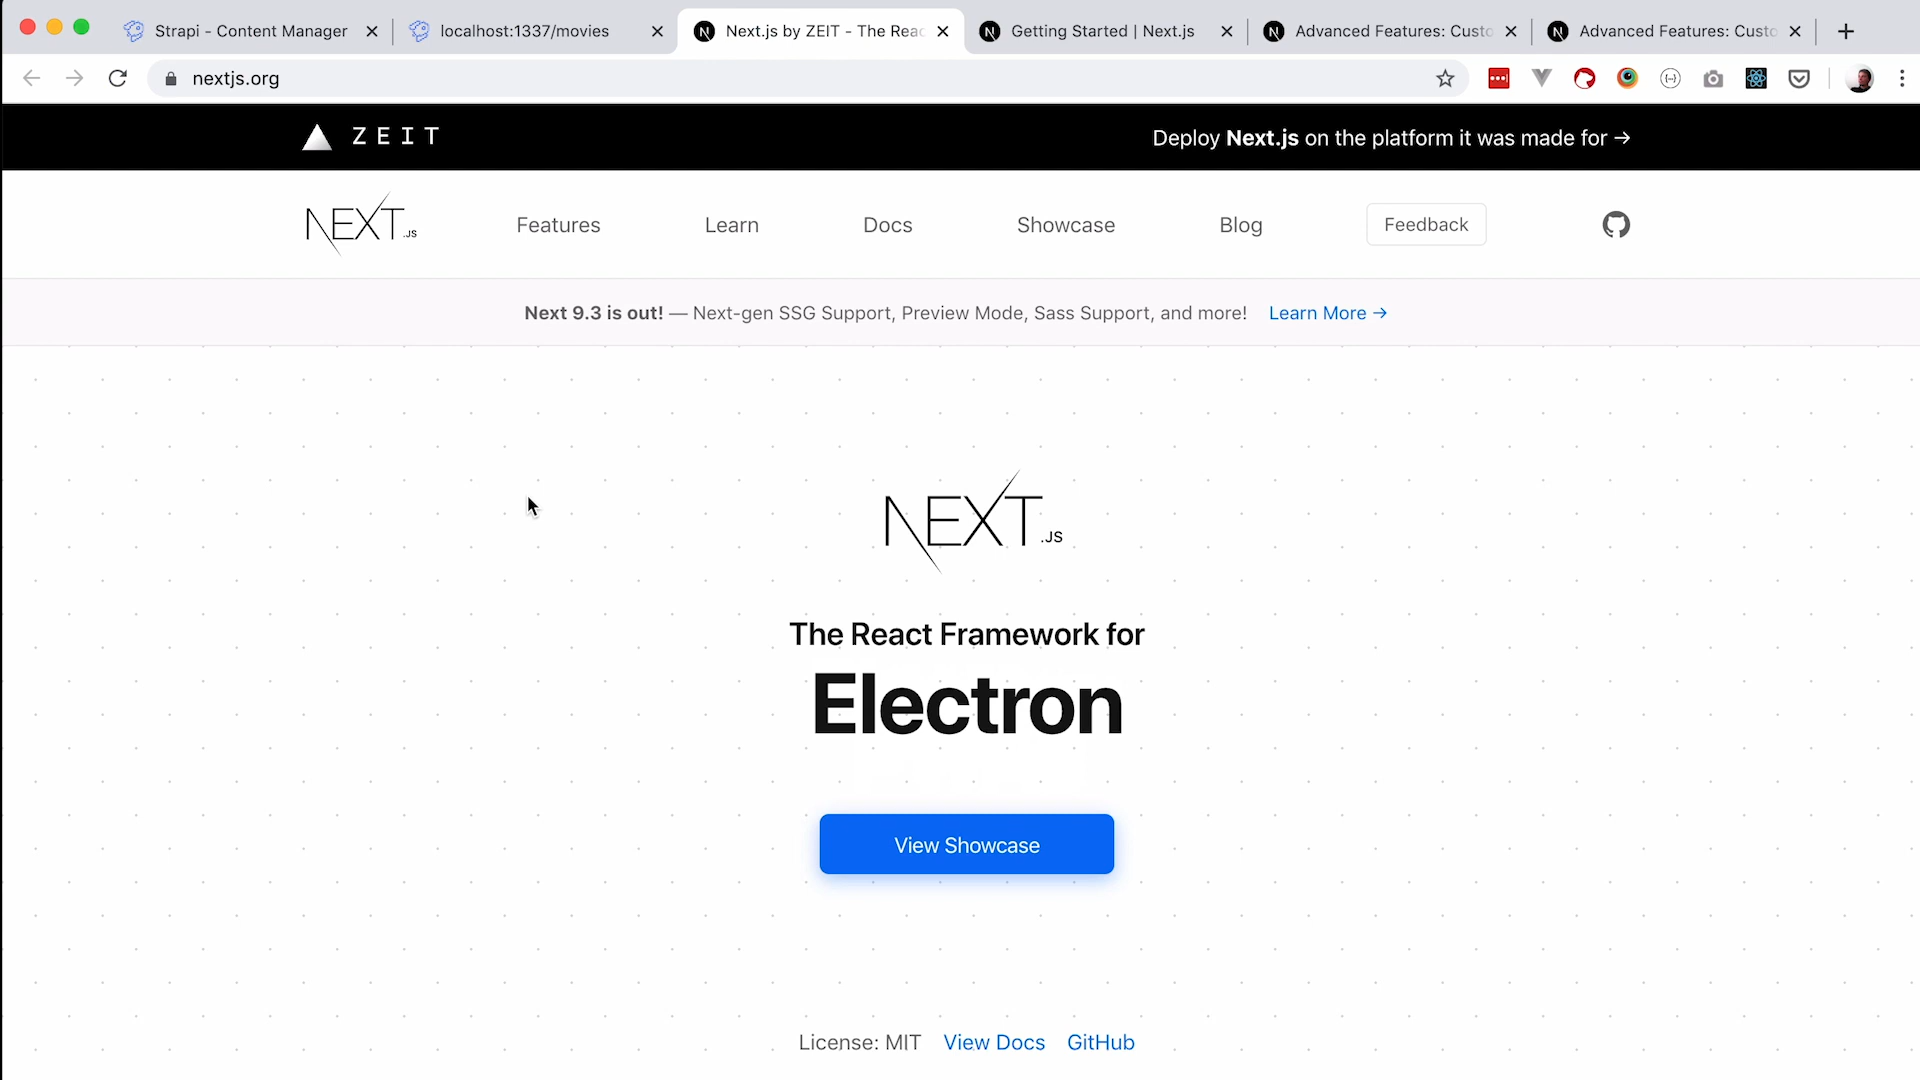 Strapi - Content Manager
localhost:1337/movies
Next.js by ZEIT - The Reac
Getting Started | Next.js
Advanced Features: Custo
Advanced Features: Custo
nextjs.org
ZEIT
Deploy Next.js on the platform it was made for →
NEXT.JS
Features
Learn
Docs
Showcase
Blog
Feedback
Next 9.3 is out! — Next-gen SSG Support, Preview Mode, Sass Support, and more! Learn More →
NEXT.JS
The React Framework for
Electron
View Showcase
License: MIT View Docs GitHub